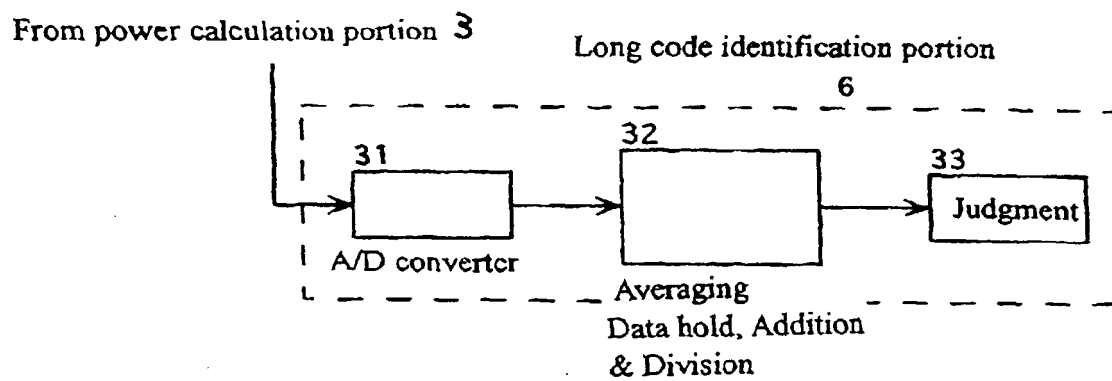 From power calculation portion 3
Long code identification portion
6
31
32
33
Judgment
A/D converter
Averaging
Data hold, Addition
& Division